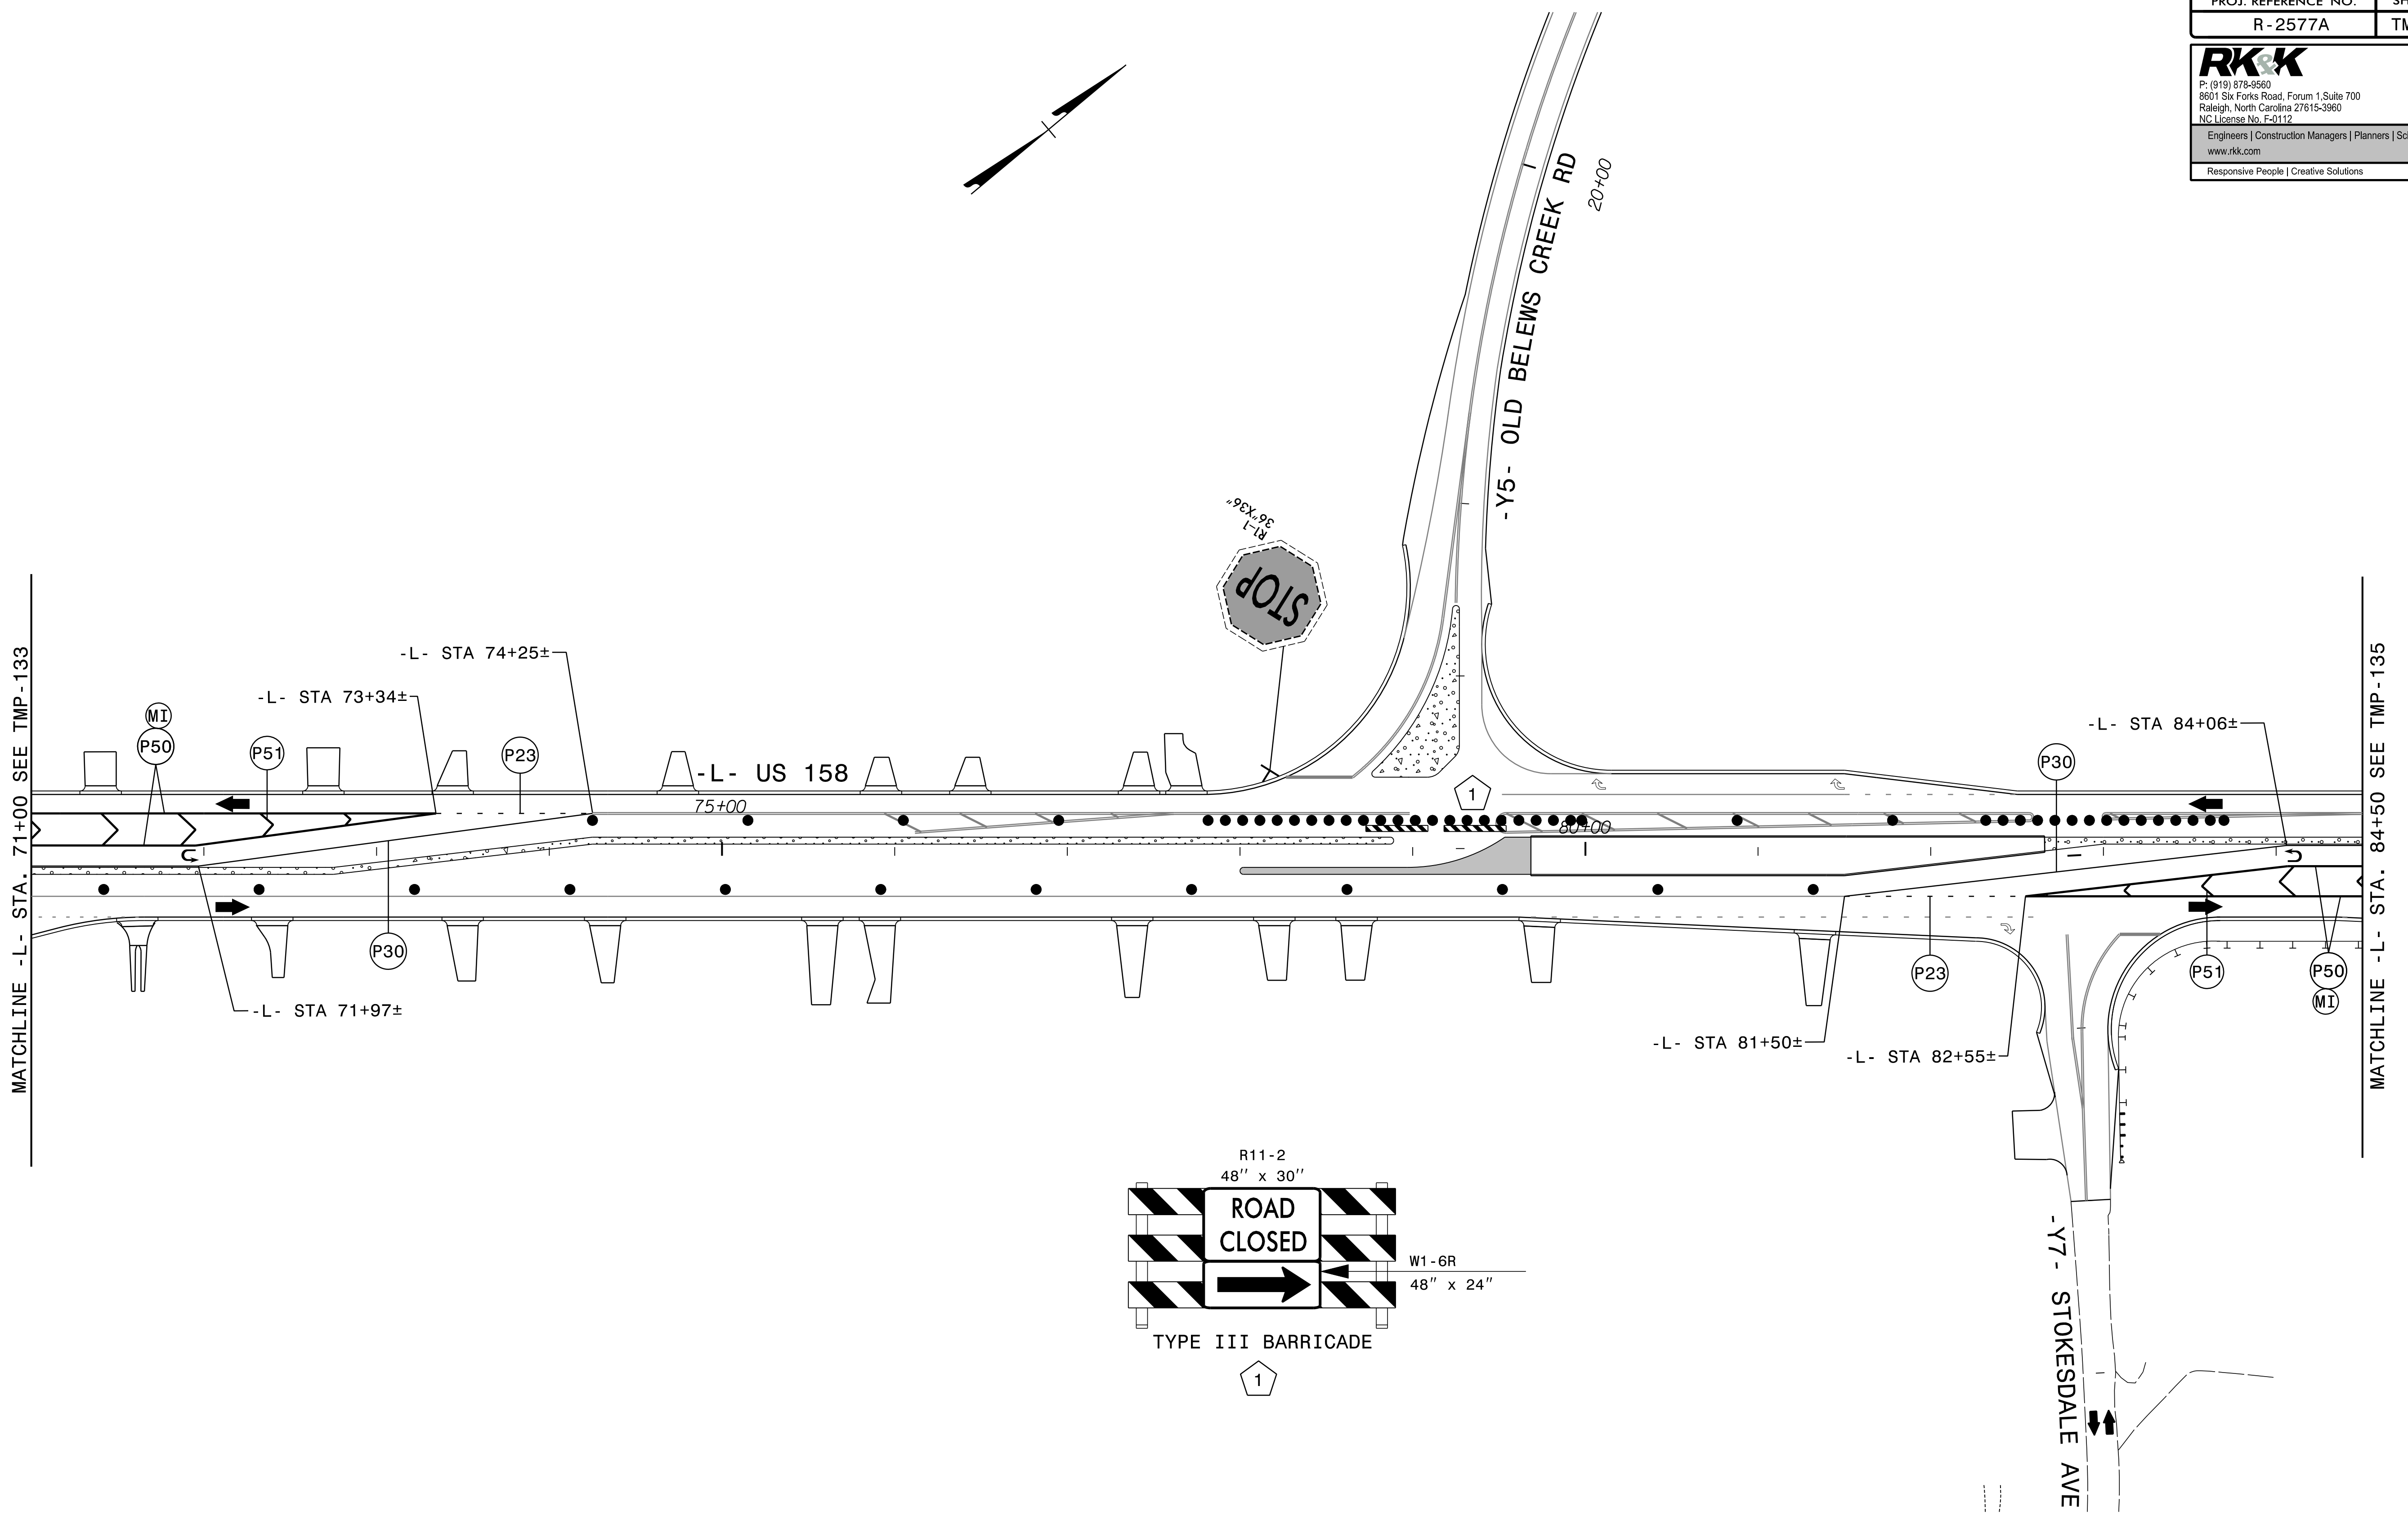 PROJ. REFERENCE NO.
R-2577A
RK&K
P: (919) 878-9560
8601 Six Forks Road, Forum 1,Suite 700
Raleigh, North Carolina 27615-3960
NC License No. F-0112
Engineers | Construction Managers | Planners |
www.rkk.com
Responsive People | Creative Solutions
20+00
-Y5- OLD BELEWS CREEK RD
R1-1
36"X36"
STOP
MATCHLINE -L- STA. 71+00 SEE TMP-133
-L- STA 74+25±
-L- STA 73+34±
MI
P50
P51
P23
-L- US 158
75+00
1
80+00
P30
-L- STA 84+06±
MATCHLINE -L- STA. 84+50 SEE TMP-135
P30
-L- STA 71+97±
P23
P51
P50
MI
-L- STA 81+50±
-L- STA 82+55±
R11-2
48'' x 30''
ROAD
CLOSED
W1-6R
48" x 24"
TYPE III BARRICADE
1
-Y7- STOKESDALE AVE